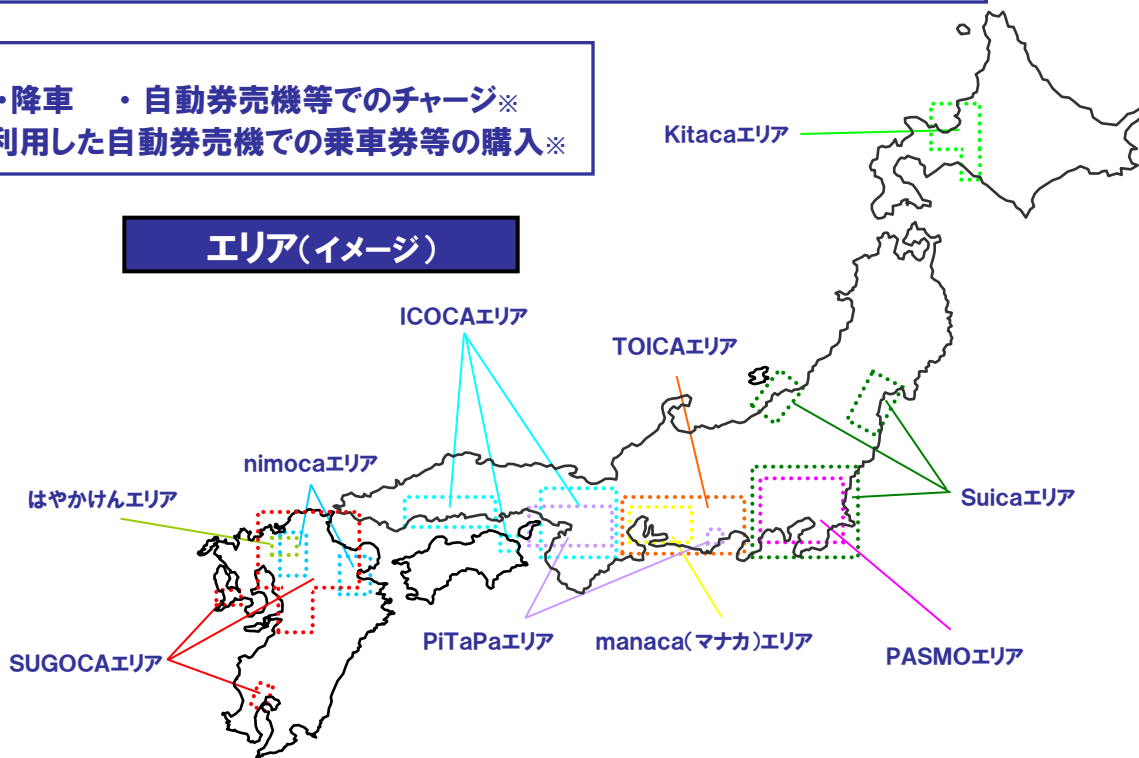 ・降車　・自動券売機等でのチャージ※
利用した自動券売機での乗車券等の購入※
エリア（イメージ）
Kitacaエリア
ICOCAエリア
TOICAエリア
nimocaエリア
はやかけんエリア
Suicaエリア
SUGOCAエリア
PiTaPaエリア
manaca（マナカ）エリア
PASMOエリア